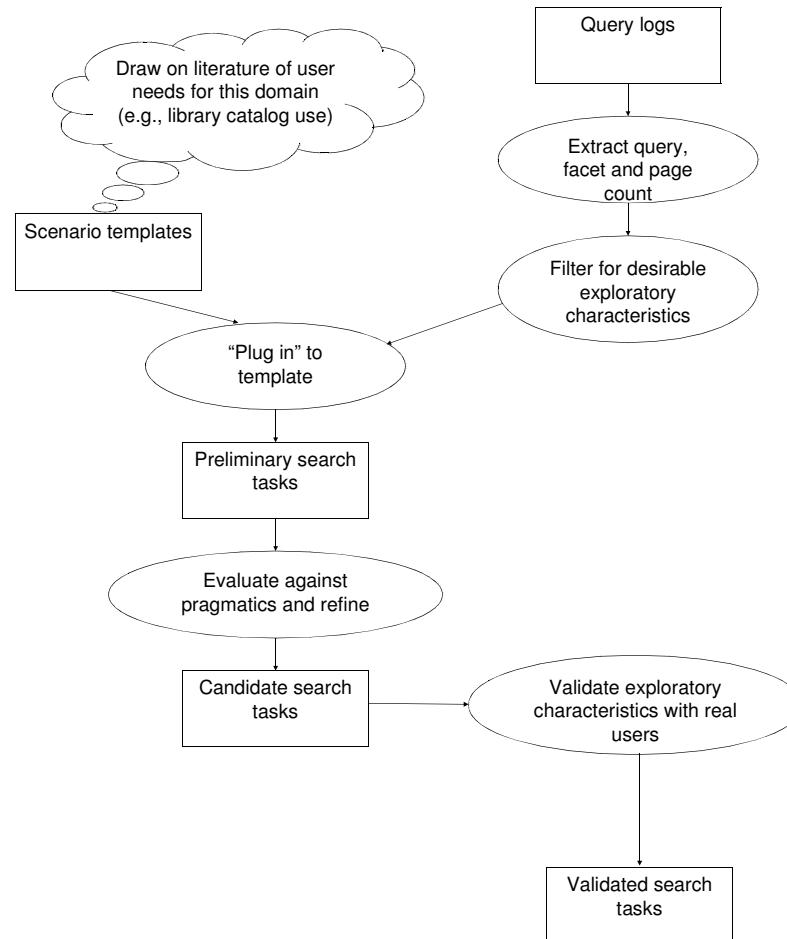 Draw on literature of user
needs for this domain
(e.g., library catalog use)
Query logs
Extract query,
facet and page
count
Scenario templates
Filter for desirable
exploratory
characteristics
“Plug in” to
template
Preliminary search
tasks
Evaluate against
pragmatics and refine
Candidate search
tasks
Validate exploratory
characteristics with real
users
Validated search
tasks